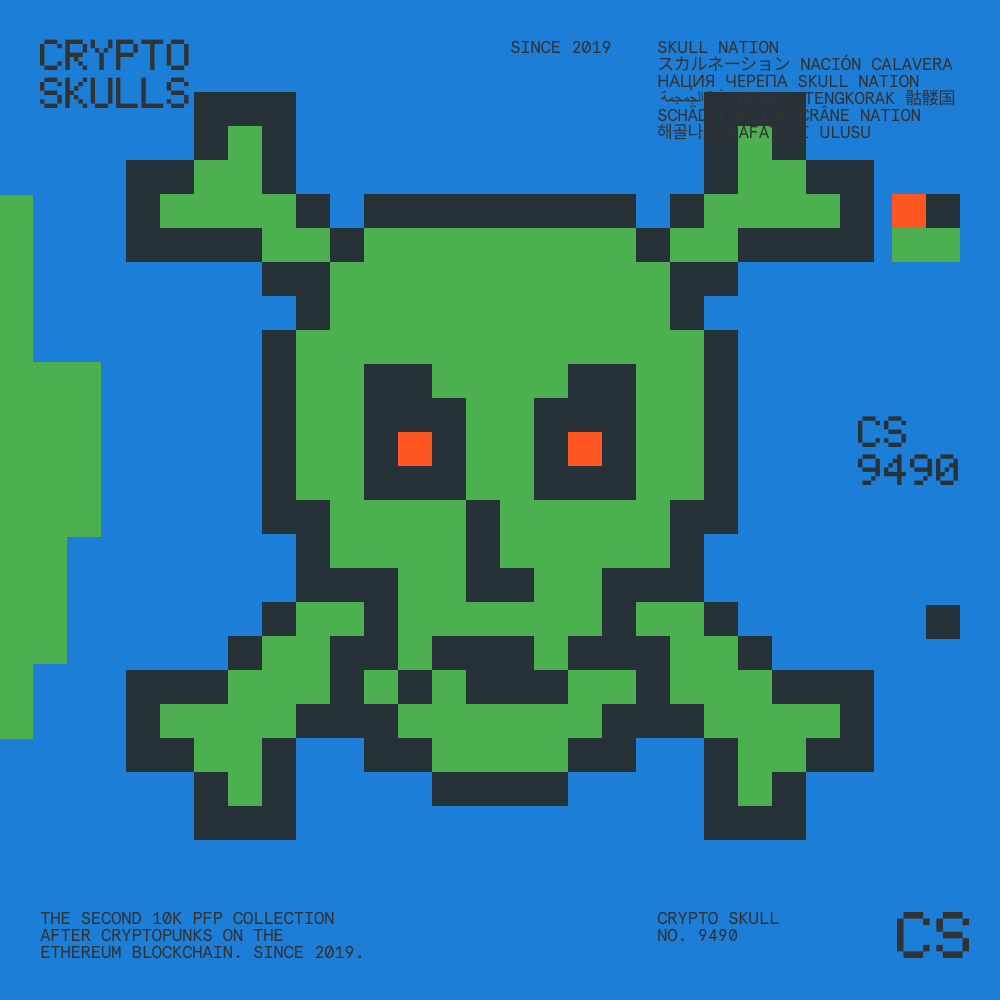 CRYPTO
SKULLS
SINCE 2019
SKULL NATION
スカルネーション NACIÓN CALAVERA
НАЦИЯ ЧЕРЕПА SKULL NATION
TENGKORAK 骷髅国
CRÂNE NATION
ULUSU
CS
9490
THE SECOND 10K PFP COLLECTION
AFTER CRYPTOPUNKS ON THE
ETHEREUM BLOCKCHAIN. SINCE 2019.
CRYPTO SKULL
NO. 9490
CS